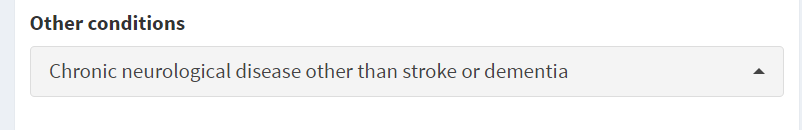 Other conditions
Chronic neurological disease other than stroke or dementia